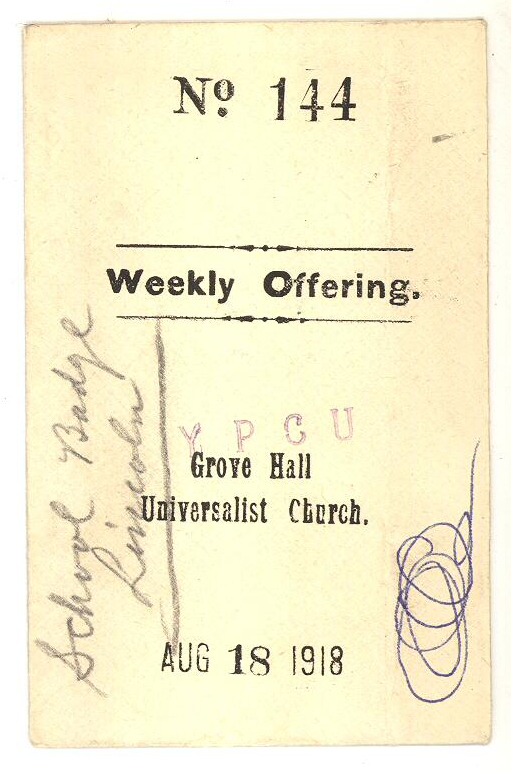 Nº 144
Weekly Offering.
Y P C U
Grove Hall
Universalist Church.
AUG 18 1918
School Badge
Lincoln